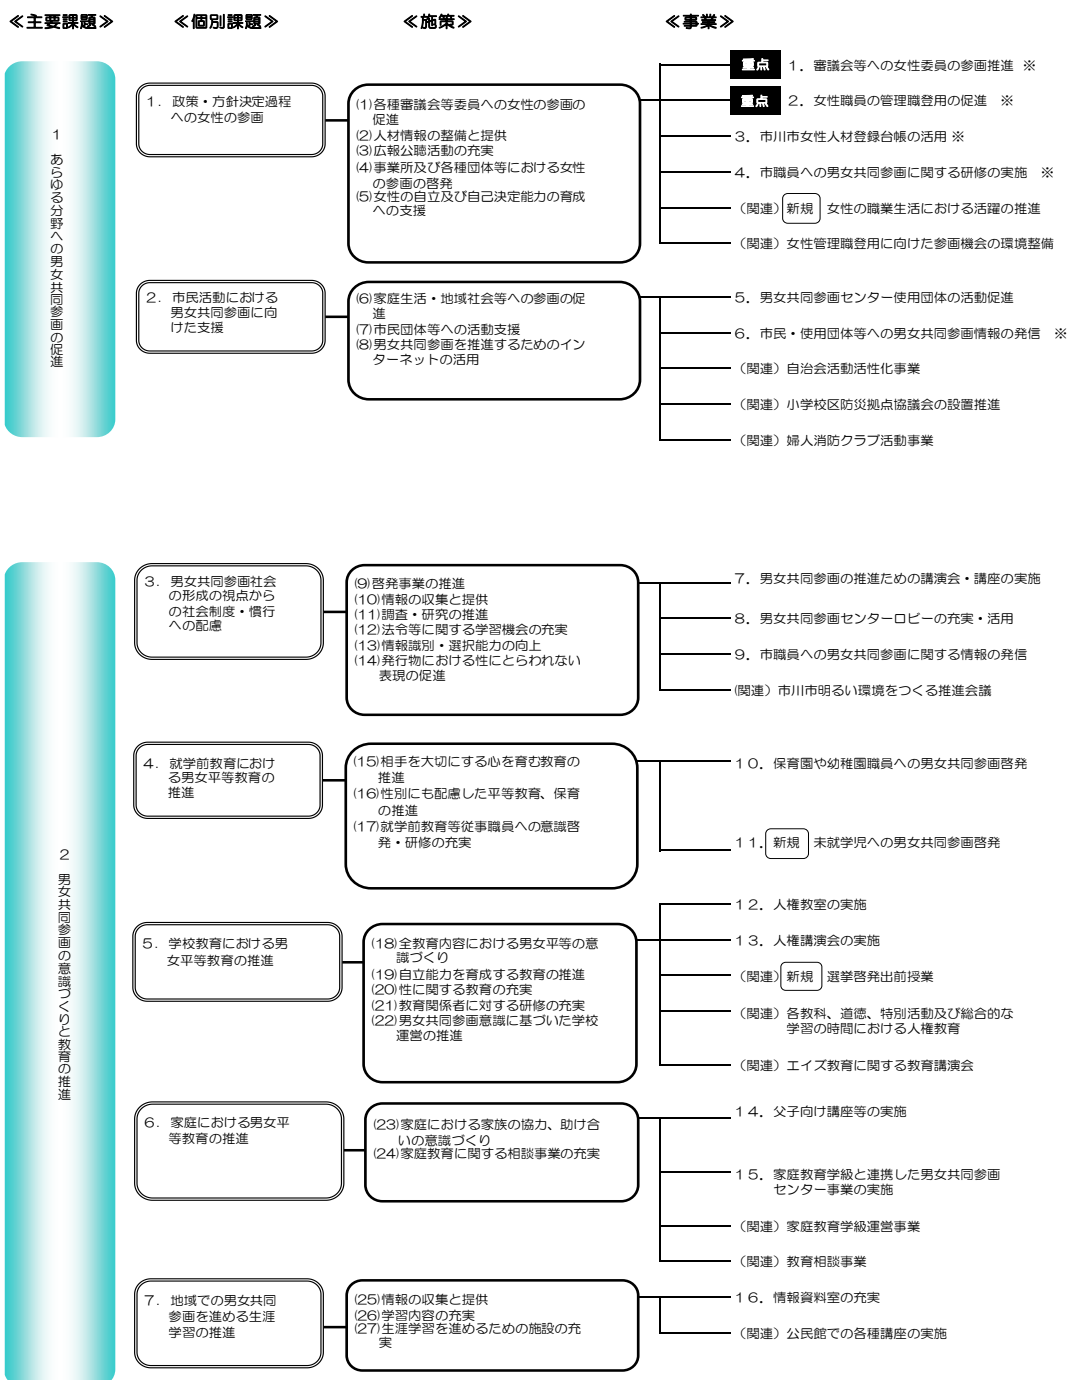 ≪主要課題≫ ≪個別課題≫ ≪施策≫ ≪事業≫
1 あらゆる分野への男女共同参画の促進
1．政策・方針決定過程
への女性の参画
(1)各種審議会等委員への女性の参画の
促進
(2)人材情報の整備と提供
(3)広報公聴活動の充実
(4)事業所及び各種団体等における女性
の参画の啓発
(5)女性の自立及び自己決定能力の育成
への支援
重点 1．審議会等への女性委員の参画推進 ※
重点 2．女性職員の管理職登用の促進 ※
3．市川市女性人材登録台帳の活用 ※
4．市職員への男女共同参画に関する研修の実施 ※
（関連）新規 女性の職業生活における活躍の推進
（関連）女性管理職登用に向けた参画機会の環境整備
2．市民活動における
男女共同参画に向
けた支援
(6)家庭生活・地域社会等への参画の促
進
(7)市民団体等への活動支援
(8)男女共同参画を推進するためのイン
ターネットの活用
5．男女共同参画センター使用団体の活動促進
6．市民・使用団体等への男女共同参画情報の発信 ※
（関連）自治会活動活性化事業
（関連）小学校区防災拠点協議会の設置推進
（関連）婦人消防クラブ活動事業
2 男女共同参画の意識づくりと教育の推進
3．男女共同参画社会
の形成の視点から
の社会制度・慣行
への配慮
(9)啓発事業の推進
(10)情報の収集と提供
(11)調査・研究の推進
(12)法令等に関する学習機会の充実
(13)情報識別・選択能力の向上
(14)発行物における性にとらわれない
表現の促進
7．男女共同参画の推進ための講演会・講座の実施
8．男女共同参画センターロビーの充実・活用
9．市職員への男女共同参画に関する情報の発信
(関連）市川市明るい環境をつくる推進会議
4．就学前教育におけ
る男女平等教育の
推進
(15)相手を大切にする心を育む教育の
推進
(16)性別にも配慮した平等教育、保育
の推進
(17)就学前教育等従事職員への意識啓
発・研修の充実
10．保育園や幼稚園職員への男女共同参画啓発
11．新規 未就学児への男女共同参画啓発
5．学校教育における男
女平等教育の推進
(18)全教育内容における男女平等の意
識づくり
(19)自立能力を育成する教育の推進
(20)性に関する教育の充実
(21)教育関係者に対する研修の充実
(22)男女共同参画意識に基づいた学校
運営の推進
12．人権教室の実施
13．人権講演会の実施
（関連）新規 選挙啓発出前授業
（関連）各教科、道徳、特別活動及び総合的な
学習の時間における人権教育
（関連）エイズ教育に関する教育講演会
6．家庭における男女平
等教育の推進
(23)家庭における家族の協力、助け合
いの意識づくり
(24)家庭教育に関する相談事業の充実
14．父子向け講座等の実施
15．家庭教育学級と連携した男女共同参画
センター事業の実施
（関連）家庭教育学級運営事業
（関連）教育相談事業
7．地域での男女共同
参画を進める生涯
学習の推進
(25)情報の収集と提供
(26)学習内容の充実
(27)生涯学習を進めるための施設の充
実
16．情報資料室の充実
（関連）公民館での各種講座の実施